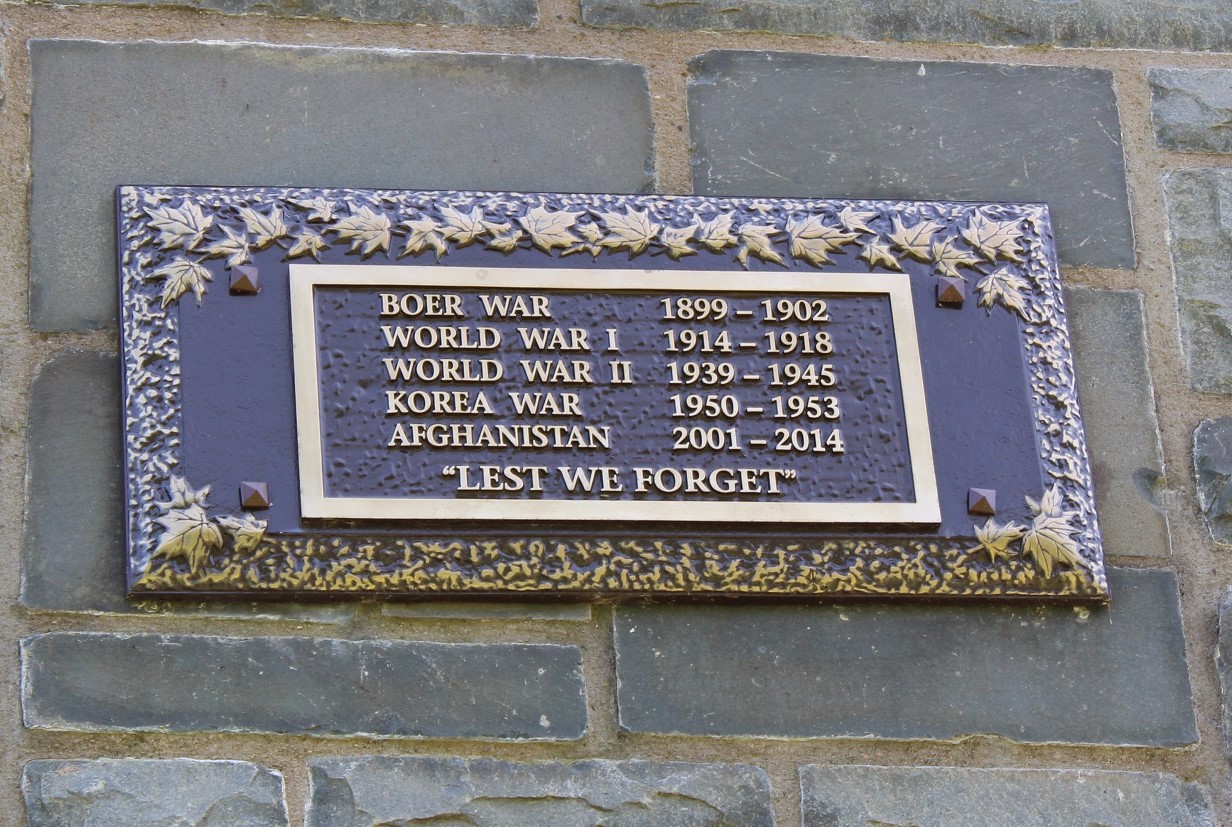 BOER WAR 1899 – 1902
WORLD WAR I 1914 – 1918
WORLD WAR II 1939 – 1945
KOREA WAR 1950 – 1953
AFGHANISTAN 2001 – 2014
“LEST WE FORGET”